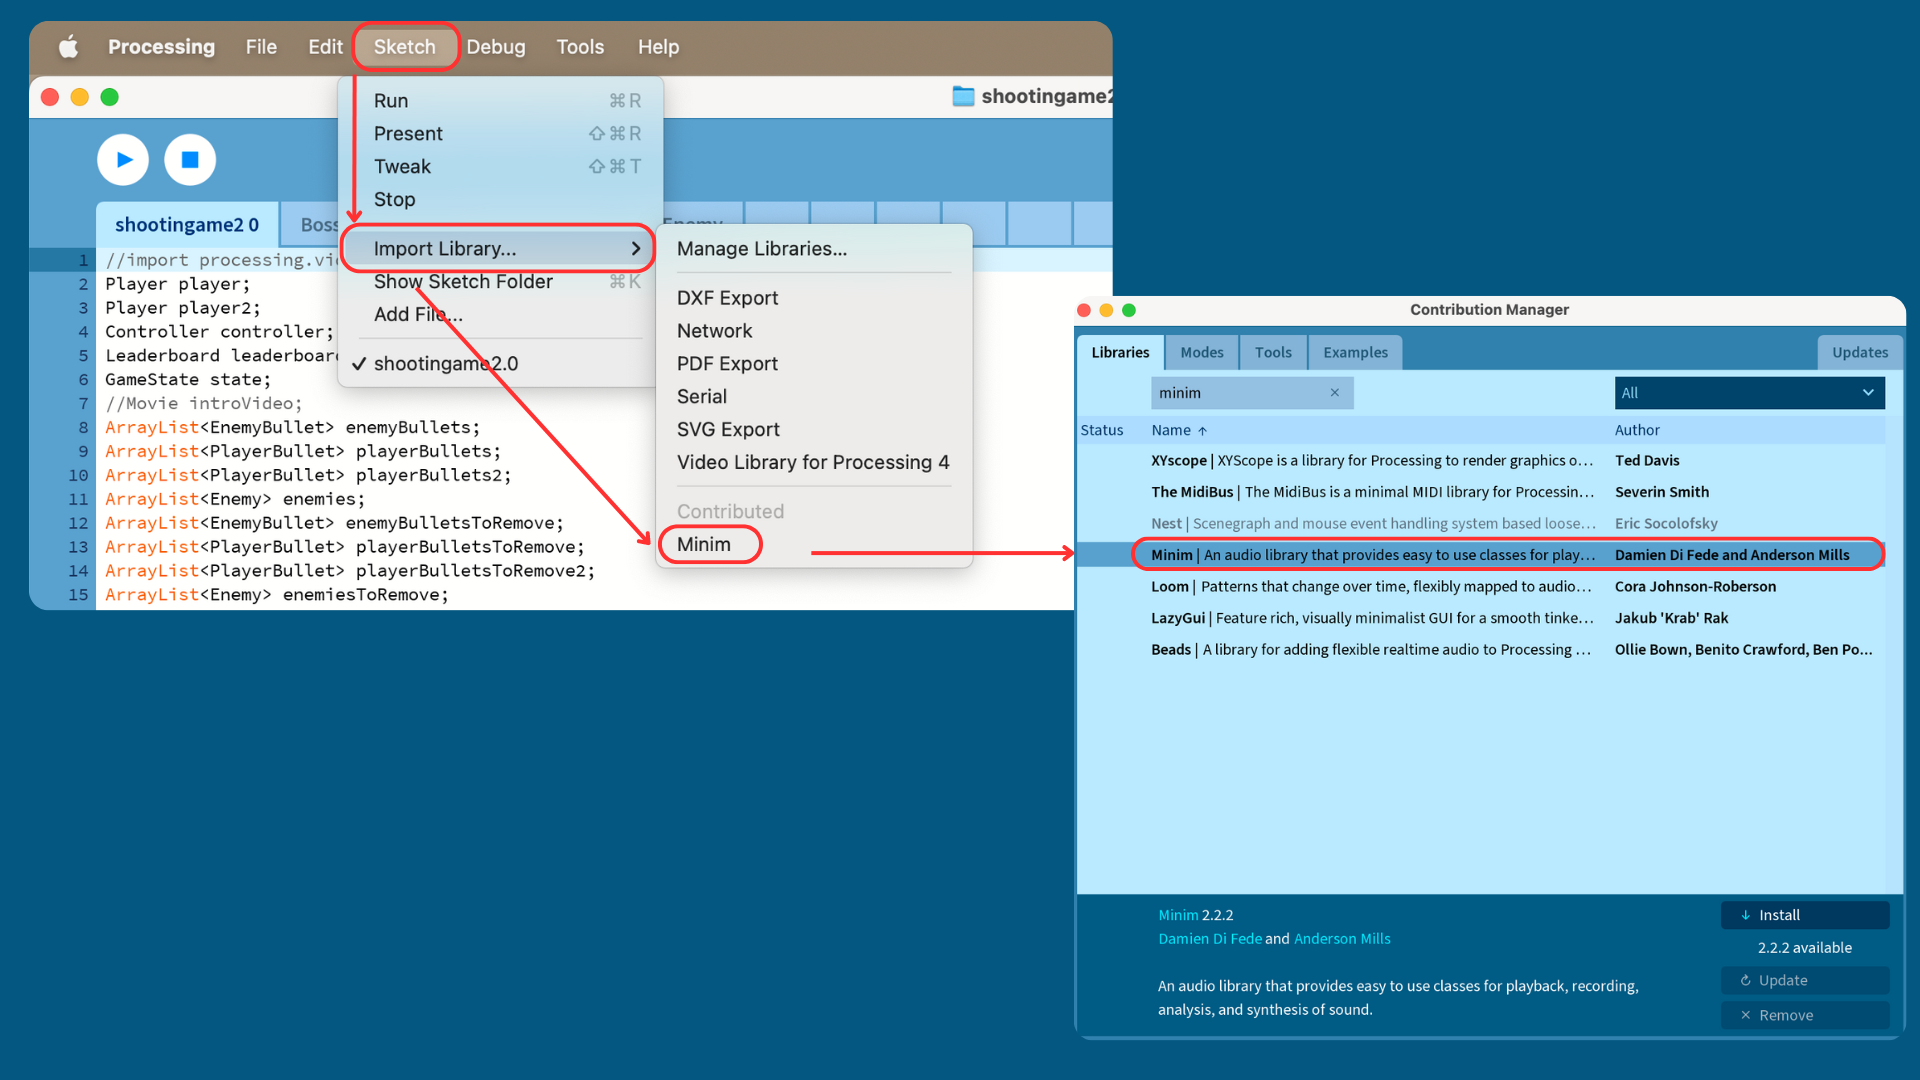 Processing File Edit Sketch Debug Tools Help
shootingame2
Run ⌘R
Present ⇧⌘R
Tweak ⇧⌘T
Stop
Import Library... >
Show Sketch Folder ⌘K
Add File...
✓ shootingame2.0
Manage Libraries...
DXF Export
Network
PDF Export
Serial
SVG Export
Video Library for Processing 4
Contributed
Minim
shootingame2 0 Boss Enemy
1 //import processing.vi
2 Player player;
3 Player player2;
4 Controller controller;
5 Leaderboard leaderboar
6 GameState state;
7 //Movie introVideo;
8 ArrayList<EnemyBullet> enemyBullets;
9 ArrayList<PlayerBullet> playerBullets;
10 ArrayList<PlayerBullet> playerBullets2;
11 ArrayList<Enemy> enemies;
12 ArrayList<EnemyBullet> enemyBulletsToRemove;
13 ArrayList<PlayerBullet> playerBulletsToRemove;
14 ArrayList<PlayerBullet> playerBulletsToRemove2;
15 ArrayList<Enemy> enemiesToRemove;
Contribution Manager
Libraries Modes Tools Examples Updates
minim × All
Status Name ↑ Author
XYscope | XYScope is a library for Processing to render graphics o... Ted Davis
The MidiBus | The MidiBus is a minimal MIDI library for Processin... Severin Smith
Nest | Scenegraph and mouse event handling system based loose... Eric Socolofsky
Minim | An audio library that provides easy to use classes for play... Damien Di Fede and Anderson Mills
Loom | Patterns that change over time, flexibly mapped to audio... Cora Johnson-Roberson
LazyGui | Feature rich, visually minimalist GUI for a smooth tinke... Jakub 'Krab' Rak
Beads | A library for adding flexible realtime audio to Processing ... Ollie Bown, Benito Crawford, Ben Po...
Minim 2.2.2
Damien Di Fede and Anderson Mills
An audio library that provides easy to use classes for playback, recording,
analysis, and synthesis of sound.
↓ Install
2.2.2 available
Update
× Remove